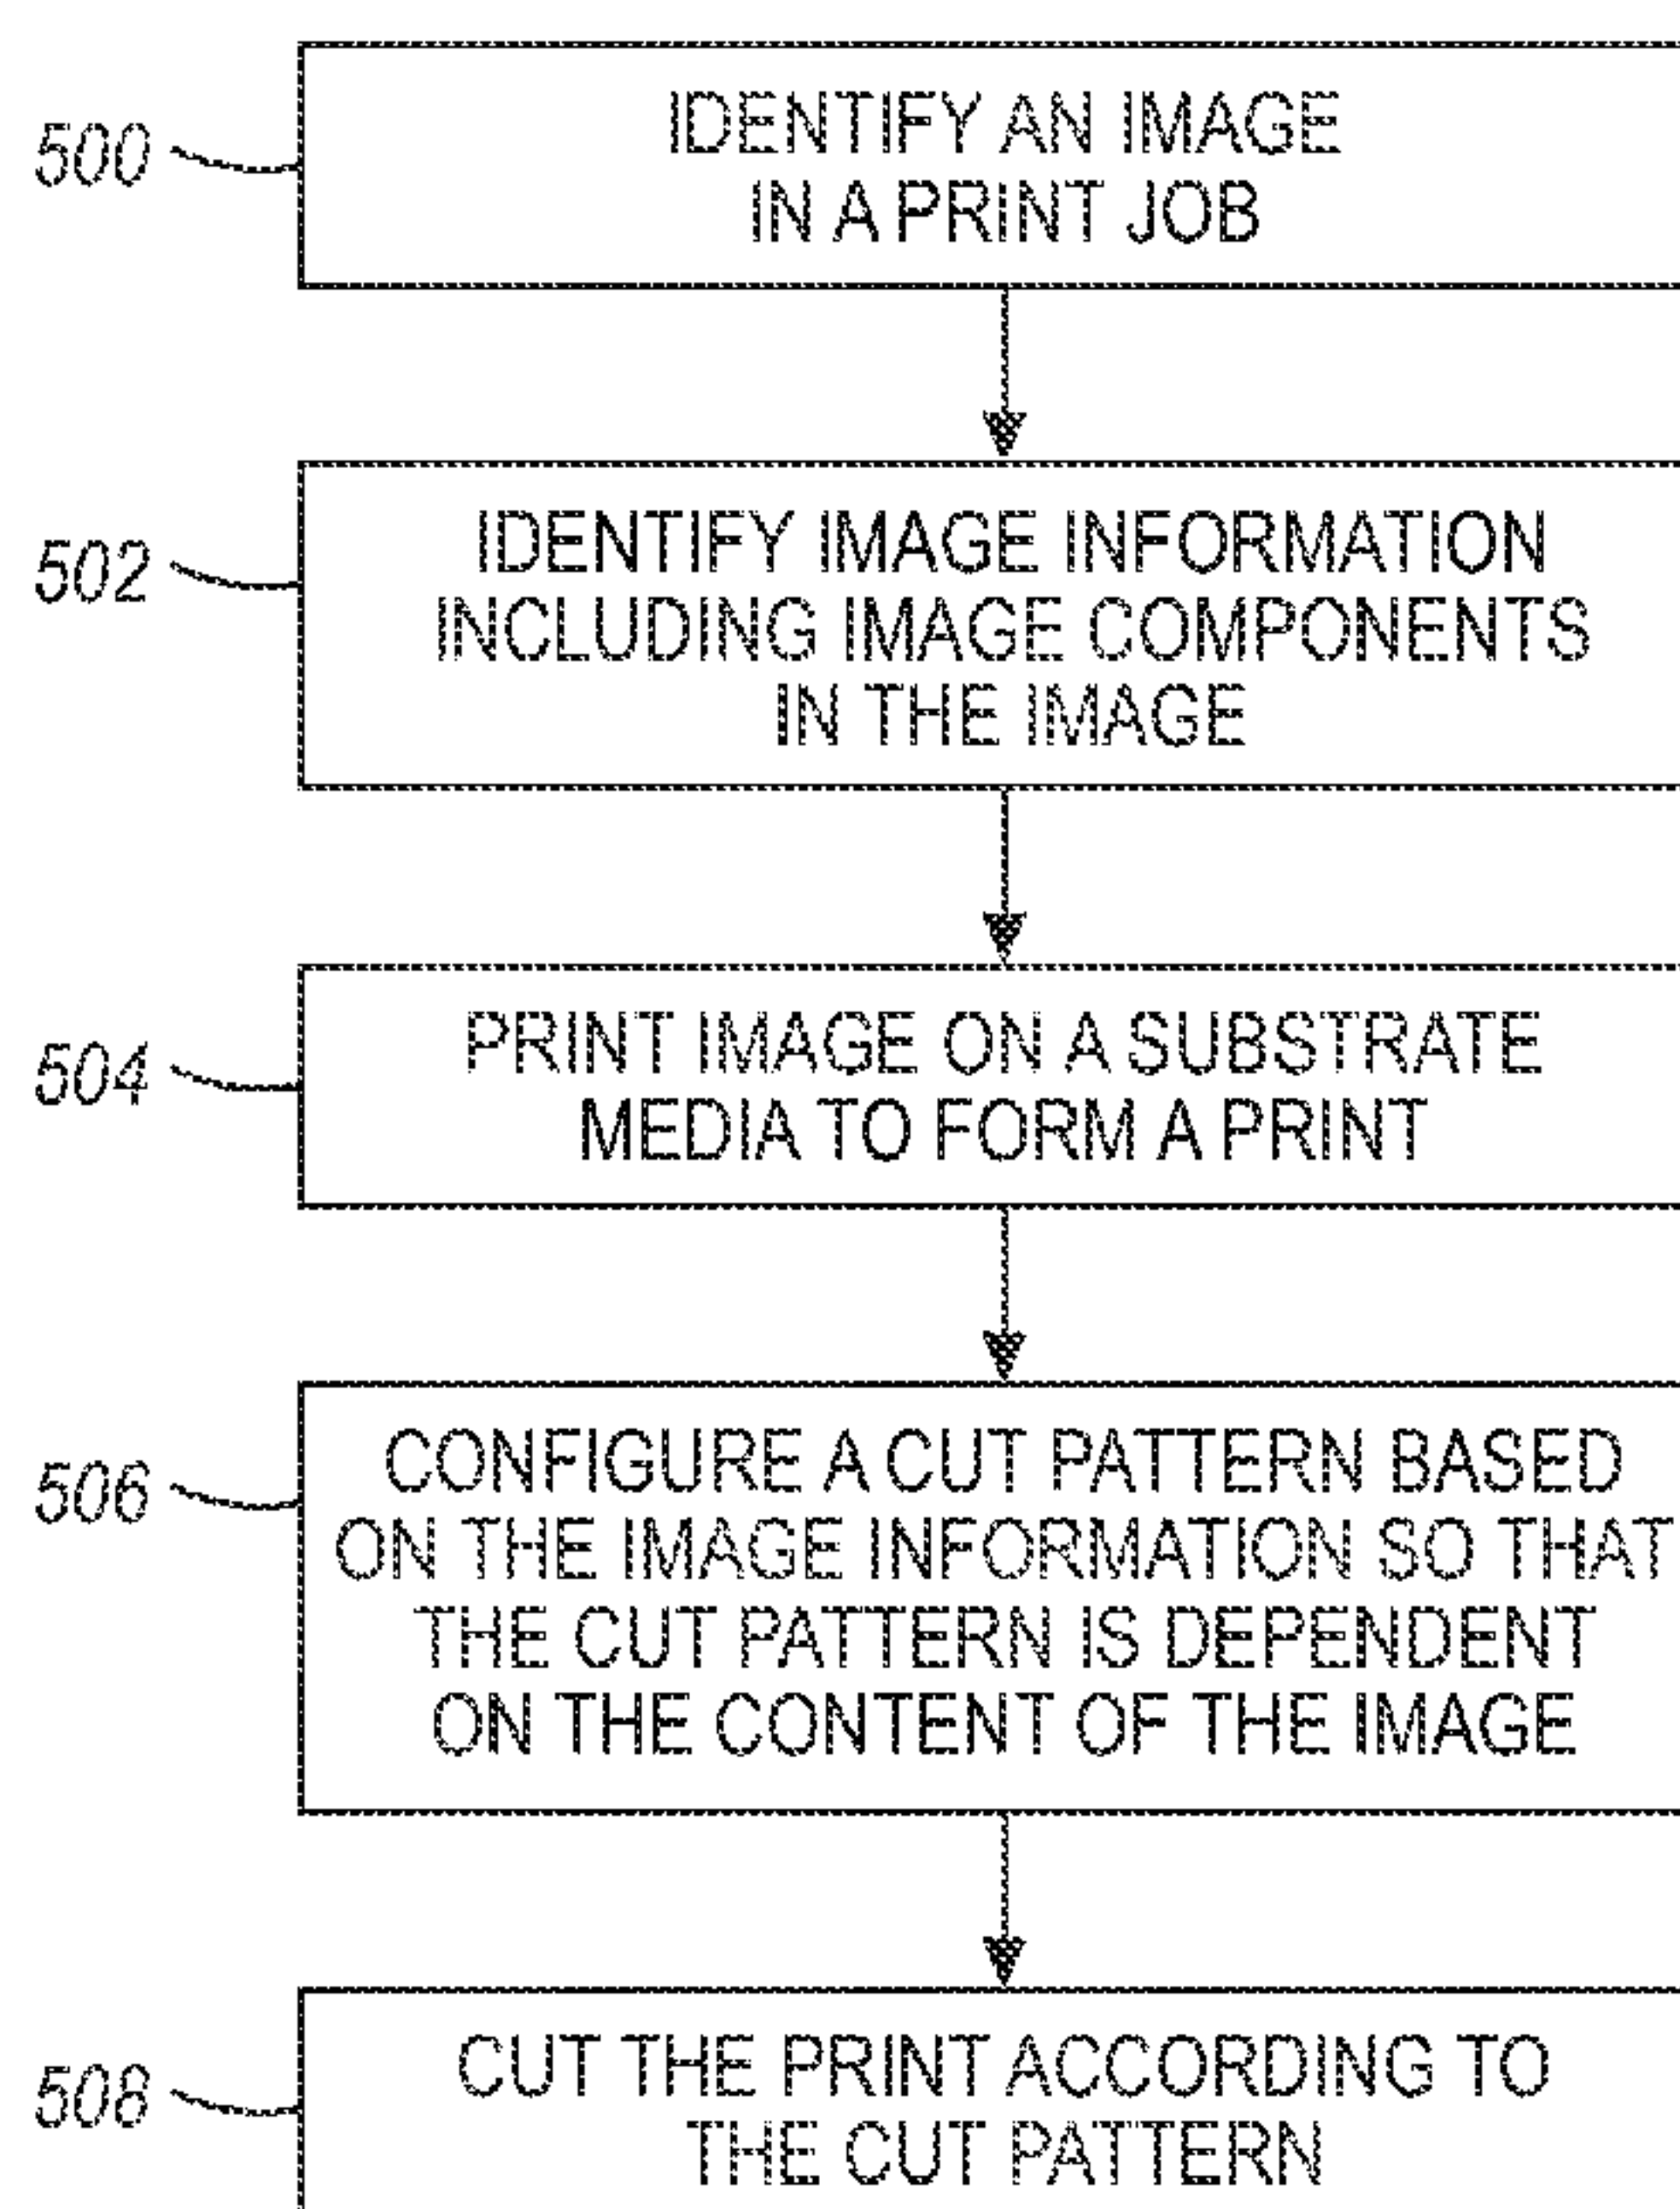 500
IDENTIFY AN IMAGE
IN A PRINT JOB
502
IDENTIFY IMAGE INFORMATION
INCLUDING IMAGE COMPONENTS
IN THE IMAGE
504
PRINT IMAGE ON A SUBSTRATE
MEDIA TO FORM A PRINT
506
CONFIGURE A CUT PATTERN BASED
ON THE IMAGE INFORMATION SO THAT
THE CUT PATTERN IS DEPENDENT
ON THE CONTENT OF THE IMAGE
508
CUT THE PRINT ACCORDING TO
THE CUT PATTERN